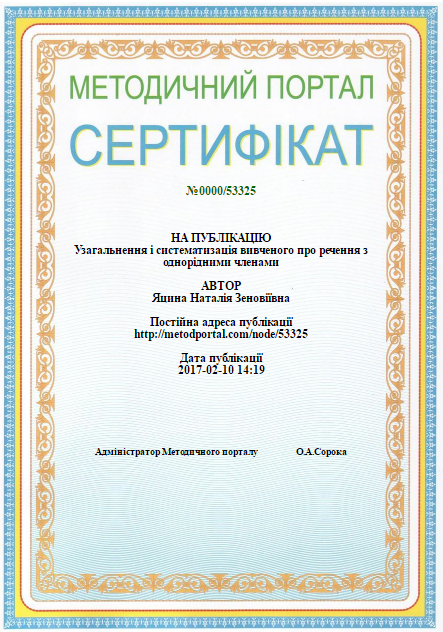 МЕТОДИЧНИЙ ПОРТАЛ
СЕРТИФІКАТ
№0000/53325
НА ПУБЛІКАЦІЮ
Узагальнення і систематизація вивченого про речення з
однорідними членами
АВТОР
Яцина Наталія Зеновіївна
Постійна адреса публікації
http://metodportal.com/node/53325
Дата публікації
2017-02-10 14:19
Адміністратор Методичного порталу О.А.Сорока